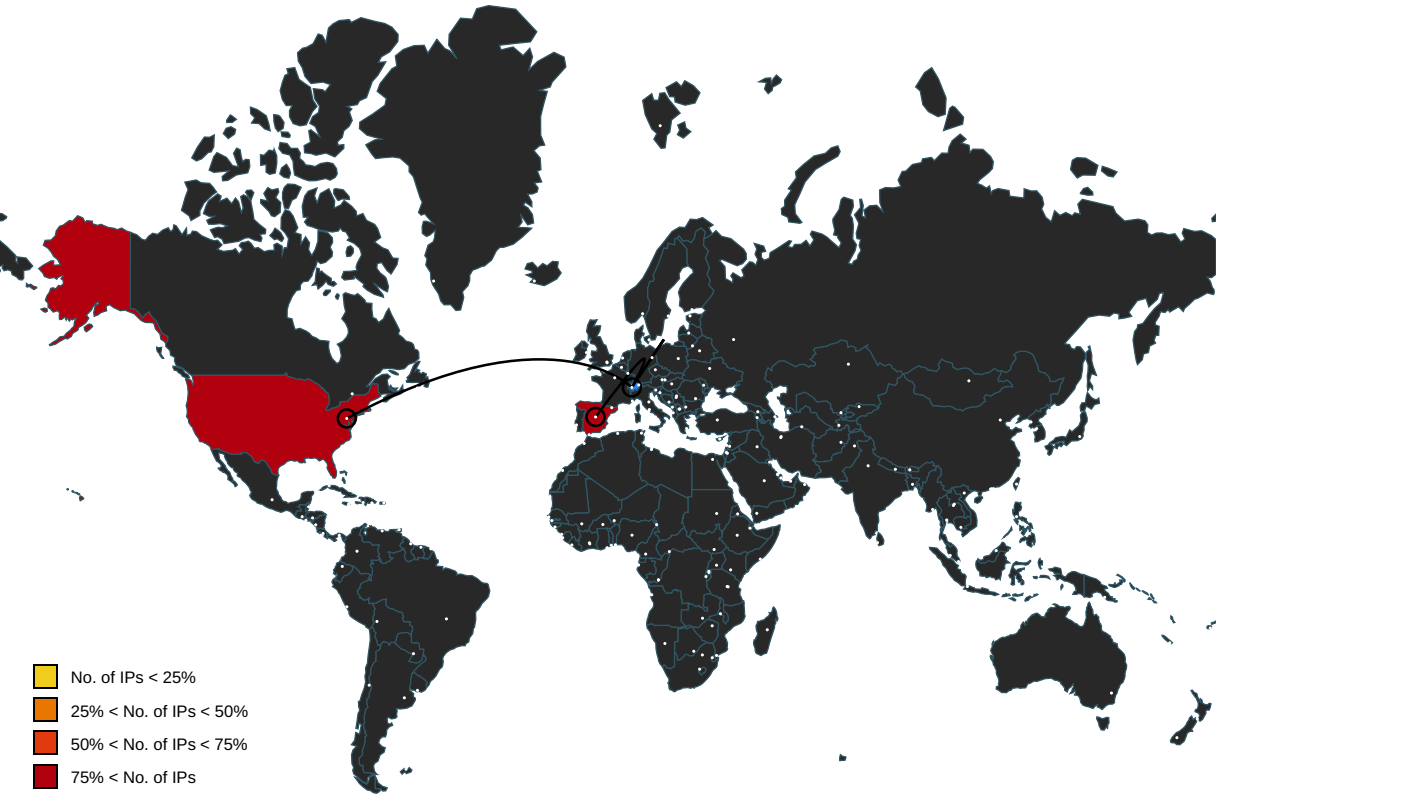 No. of IPs < 25%
25% < No. of IPs < 50%
50% < No. of IPs < 75%
75% < No. of IPs